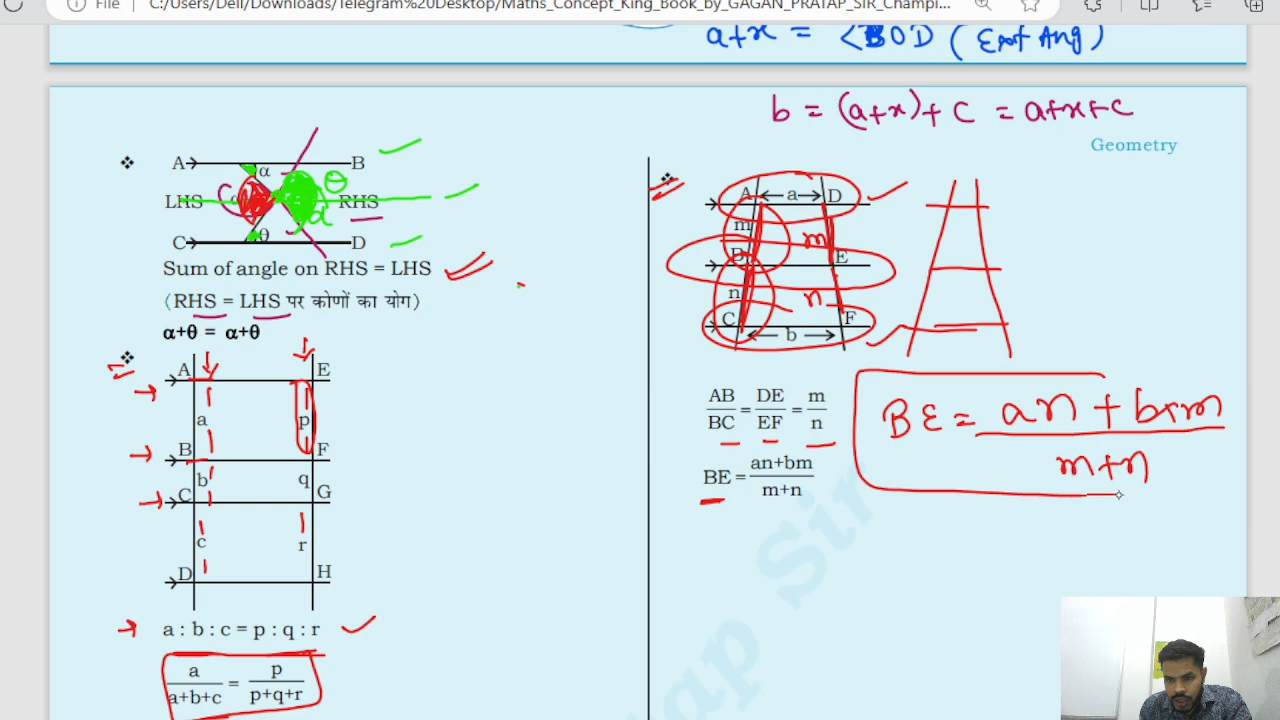 File C:/Users/Dell/Downloads/Telegram%20Desktop/Maths_Concept_King_Book_by_GAGAN_PRATAP_SIR_Champi...
a+x = ∠BOD (Ext Ang)
b = (a+x)+c = a+x+c
Geometry
A B
α
LHS RHS
θ
α
C θ D
Sum of angle on RHS = LHS
(RHS = LHS पर कोणों का योग)
α+θ = α+θ
A E
a p
B F
b q
C G
c r
D H
a : b : c = p : q : r
a/a+b+c = p/p+q+r
A a D
m m
B E
n n
C F
b
AB/BC = DE/EF = m/n
BE = an+bm/m+n
BE = an + b×m/m+n